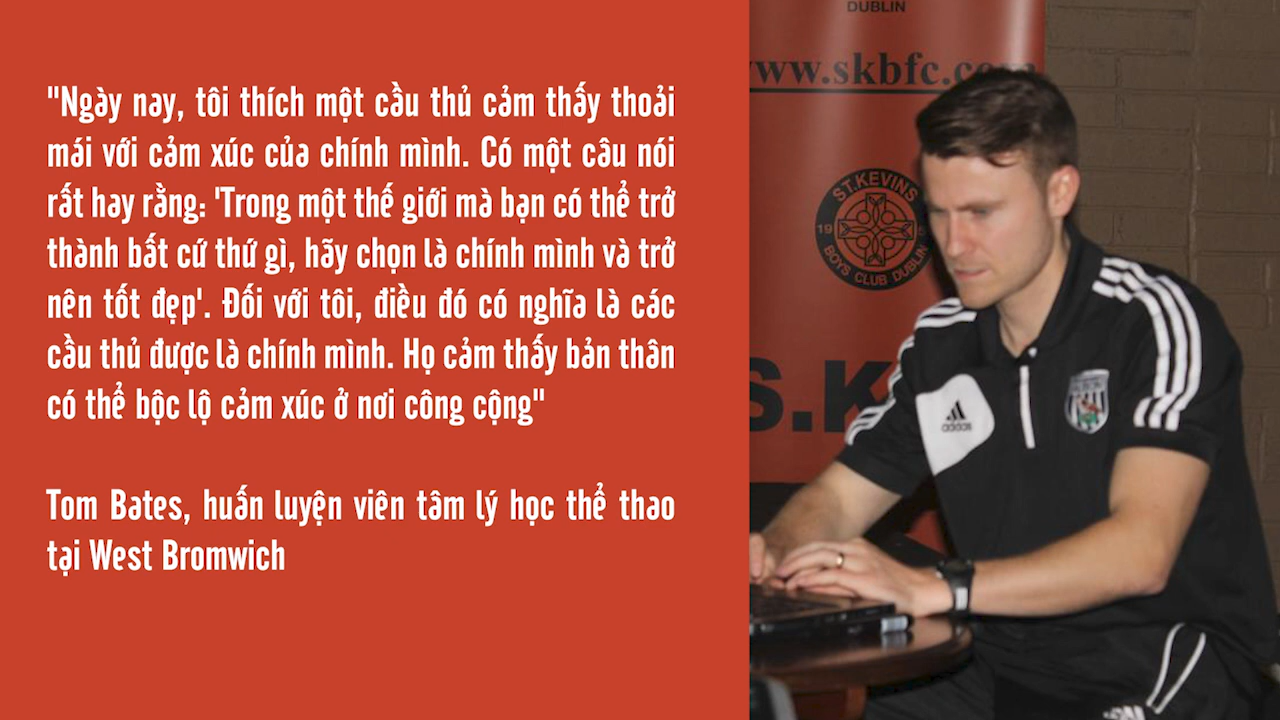 "Ngày nay, tôi thích một cầu thủ cảm thấy thoải
mái với cảm xúc của chính mình. Có một câu nói
rất hay rằng: 'Trong một thế giới mà bạn có thể trở
thành bất cứ thứ gì, hãy chọn là chính mình và trở
nên tốt đẹp'. Đối với tôi, điều đó có nghĩa là các
cầu thủ được là chính mình. Họ cảm thấy bản thân
có thể bộc lộ cảm xúc ở nơi công cộng"
Tom Bates, huấn luyện viên tâm lý học thể thao
tại West Bromwich
DUBLIN
www.skbfc.com
ST.KEVINS
19
BOYS CLUB DUBLIN
S.K
adidas